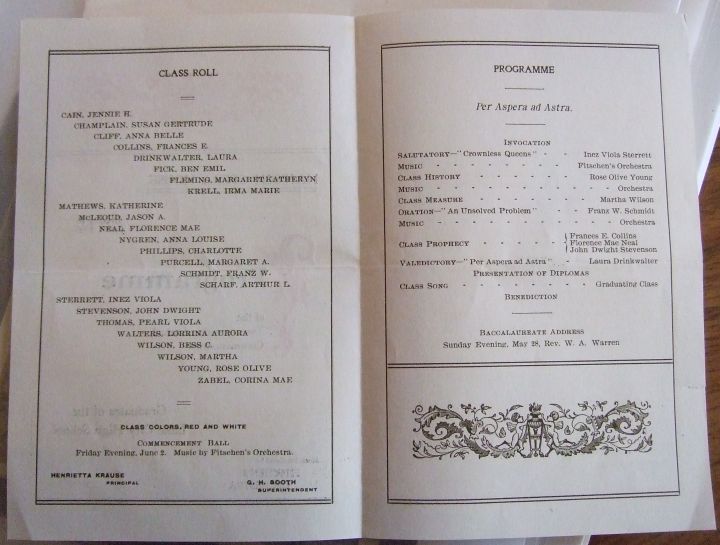 CLASS ROLL
CAIN, JENNIE H.
CHAMPLAIN, SUSAN GERTRUDE
CLIFF, ANNA BELLE
COLLINS, FRANCES E.
DRINKWALTER, LAURA
FICK, BEN EMIL
FLEMING, MARGARET KATHERYN
KRELL, IRMA MARIE
MATHEWS, KATHERINE
McLEOUD, JASON A.
NEAL, FLORENCE MAE
NYGREN, ANNA LOUISE
PHILLIPS, CHARLOTTE
PURCELL, MARGARET A.
SCHMIDT, FRANZ W.
SCHARF, ARTHUR L.
STERRETT, INEZ VIOLA
STEVENSON, JOHN DWIGHT
THOMAS, PEARL VIOLA
WALTERS, LORRINA AURORA
WILSON, BESS C.
WILSON, MARTHA
YOUNG, ROSE OLIVE
ZABEL, CORINA MAE
CLASS COLORS, RED AND WHITE
COMMENCEMENT BALL
Friday Evening, June 2. Music by Fitschen's Orchestra.
HENRIETTA KRAUSE
PRINCIPAL
G. H. BOOTH
SUPERINTENDENT
PROGRAMME
Per Aspera ad Astra.
INVOCATION
SALUTATORY—"Crownless Queens" - - Inez Viola Sterrett
MUSIC - - - - - - - - Fitschen's Orchestra
CLASS HISTORY - - - - - - - Rose Olive Young
MUSIC - - - - - - - - - - Orchestra
CLASS MEASURE - - - - - - - Martha Wilson
ORATION—"An Unsolved Problem" - - Franz W. Schmidt
MUSIC - - - - - - - - - - Orchestra
CLASS PROPHECY - - - - - { Frances E. Collins
Florence Mae Neal
John Dwight Stevenson
VALEDICTORY—"Per Aspera ad Astra" - - Laura Drinkwalter
PRESENTATION OF DIPLOMAS
CLASS SONG - - - - - - - Graduating Class
BENEDICTION
BACCALAUREATE ADDRESS
Sunday Evening, May 28, Rev. W. A. Warren